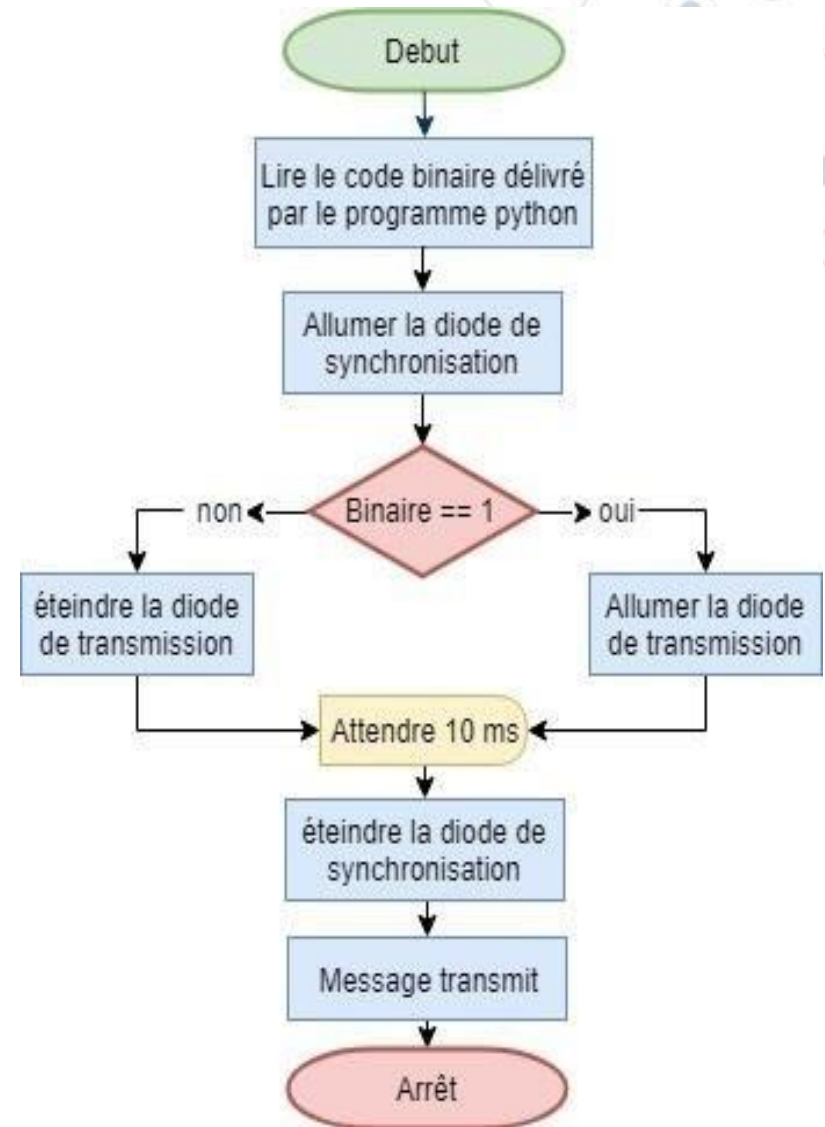 Debut
Lire le code binaire délivré
par le programme python
Allumer la diode de
synchronisation
Binaire == 1
non
oui
éteindre la diode
de transmission
Allumer la diode
de transmission
Attendre 10 ms
éteindre la diode de
synchronisation
Message transmit
Arrêt